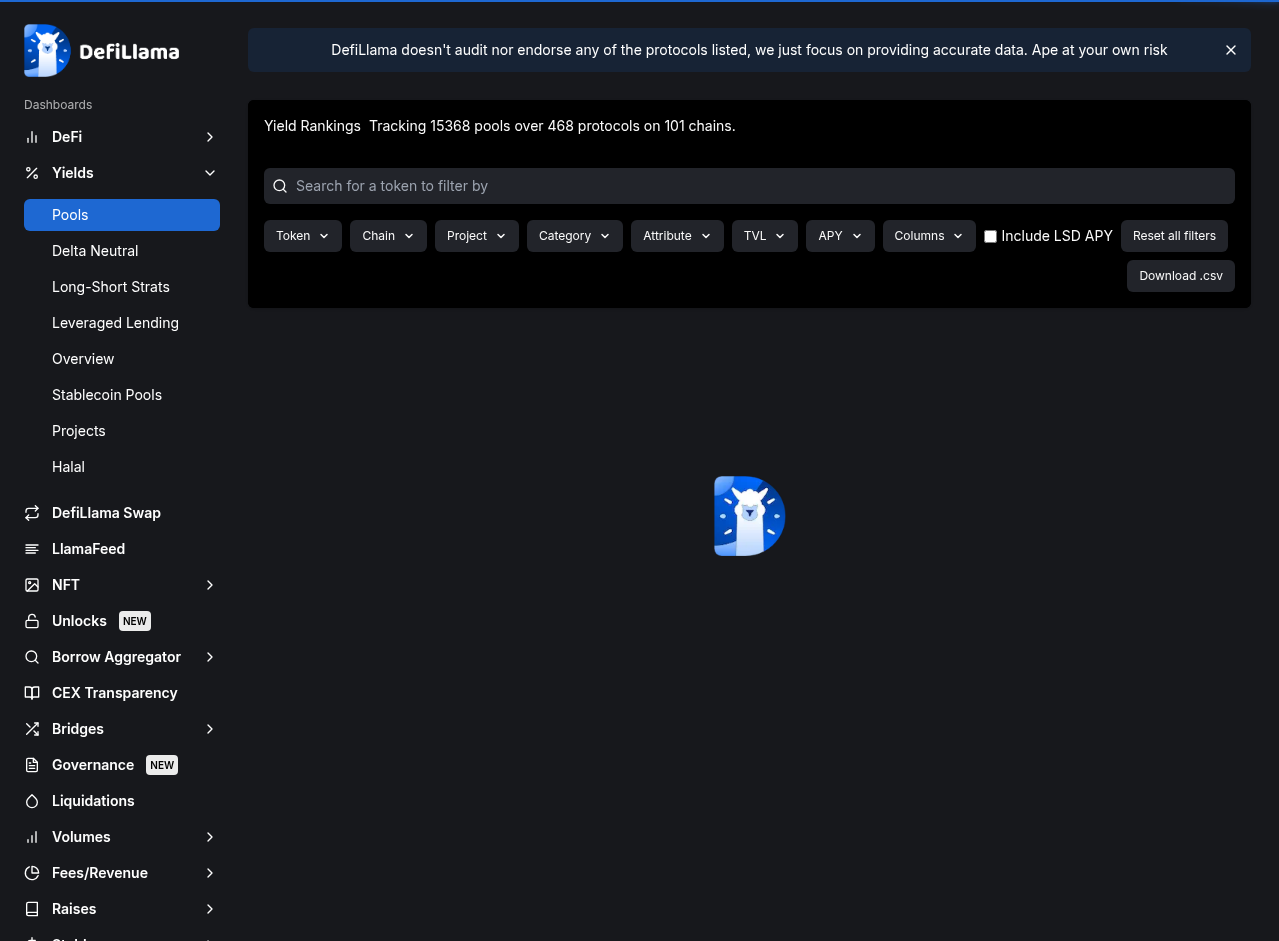 DefiLlama
Dashboards
DeFi
Yields
Pools
Delta Neutral
Long-Short Strats
Leveraged Lending
Overview
Stablecoin Pools
Projects
Halal
DefiLlama Swap
LlamaFeed
NFT
Unlocks NEW
Borrow Aggregator
CEX Transparency
Bridges
Governance NEW
Liquidations
Volumes
Fees/Revenue
Raises
DefiLlama doesn't audit nor endorse any of the protocols listed, we just focus on providing accurate data. Ape at your own risk
Yield Rankings Tracking 15368 pools over 468 protocols on 101 chains.
Search for a token to filter by
Token Chain Project Category Attribute TVL APY Columns Include LSD APY Reset all filters
Download .csv